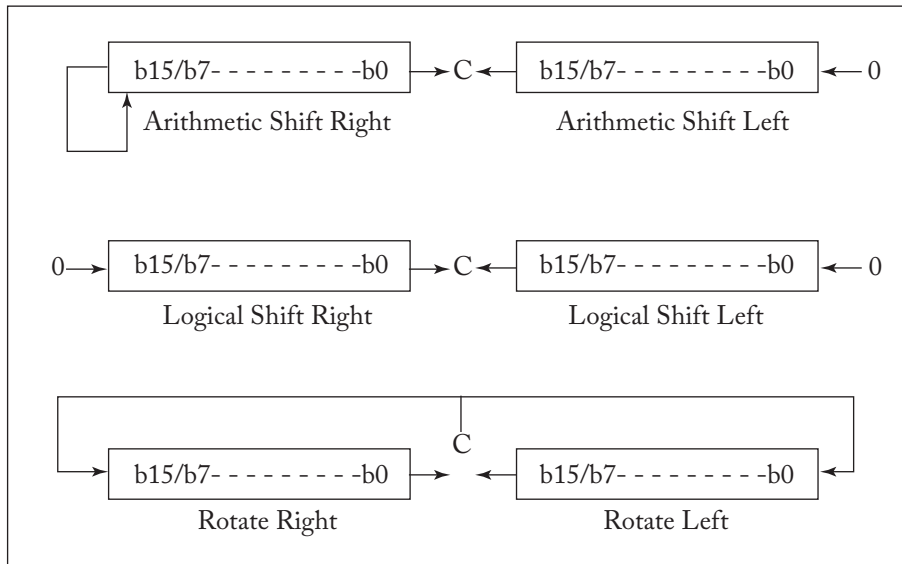 b15/b7- - - - - - - - -b0 C b15/b7- - - - - - - - -b0 0
Arithmetic Shift Right Arithmetic Shift Left
0 b15/b7- - - - - - - - -b0 C b15/b7- - - - - - - - -b0 0
Logical Shift Right Logical Shift Left
C
b15/b7- - - - - - - - -b0 b15/b7- - - - - - - - -b0
Rotate Right Rotate Left